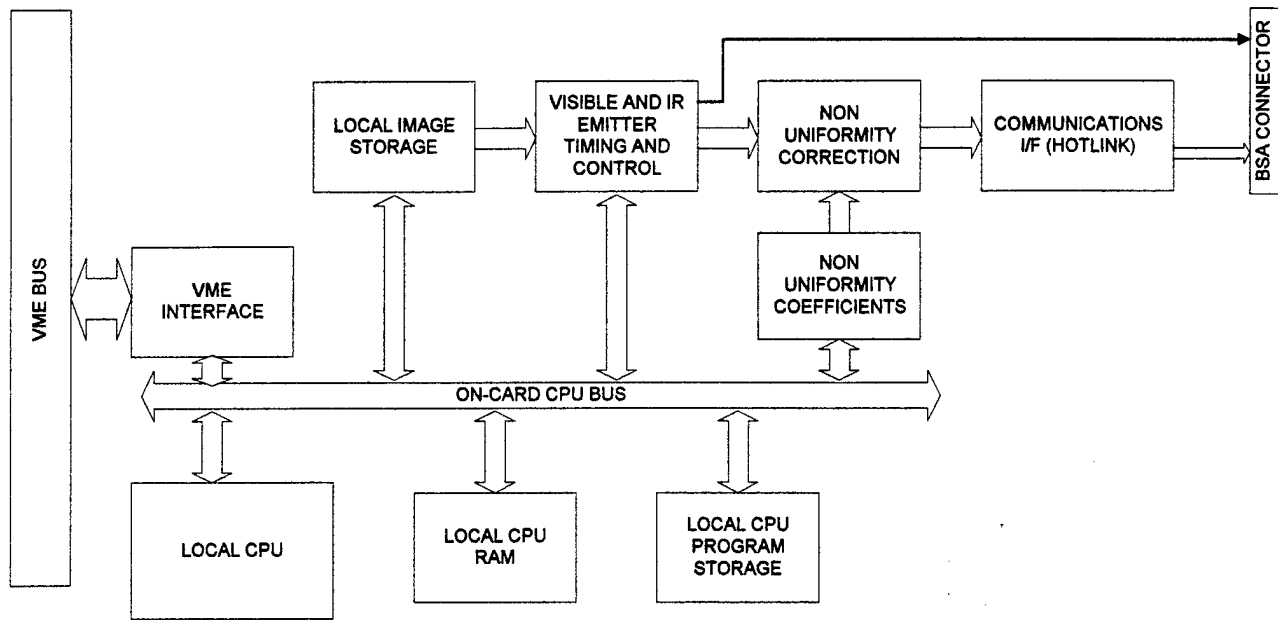 VME BUS
LOCAL IMAGE
STORAGE
VISIBLE AND IR
EMITTER
TIMING AND
CONTROL
NON
UNIFORMITY
CORRECTION
COMMUNICATIONS
I/F (HOTLINK)
BSA CONNECTOR
VME
INTERFACE
NON
UNIFORMITY
COEFFICIENTS
ON-CARD CPU BUS
LOCAL CPU
LOCAL CPU
RAM
LOCAL CPU
PROGRAM
STORAGE